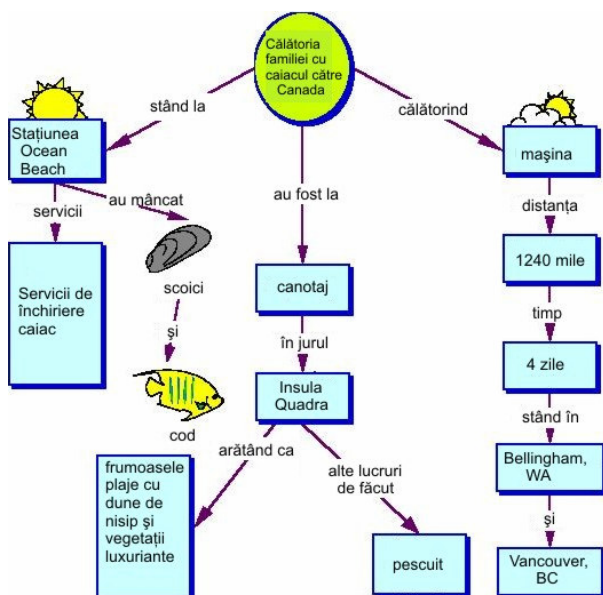 Călătoria
familiei cu
caiacul către
Canada
stând la
călătorind
Stațiunea
Ocean
Beach
mașina
servicii
au mâncat
au fost la
distanța
Servicii de
închiriere
caiac
scoici
canotaj
1240 mile
și
în jurul
timp
cod
Insula
Quadra
4 zile
arătând ca
alte lucruri
de făcut
stând în
frumoasele
plaje cu
dune de
nisip și
vegetații
luxuriante
pescuit
Bellingham,
WA
și
Vancouver,
BC